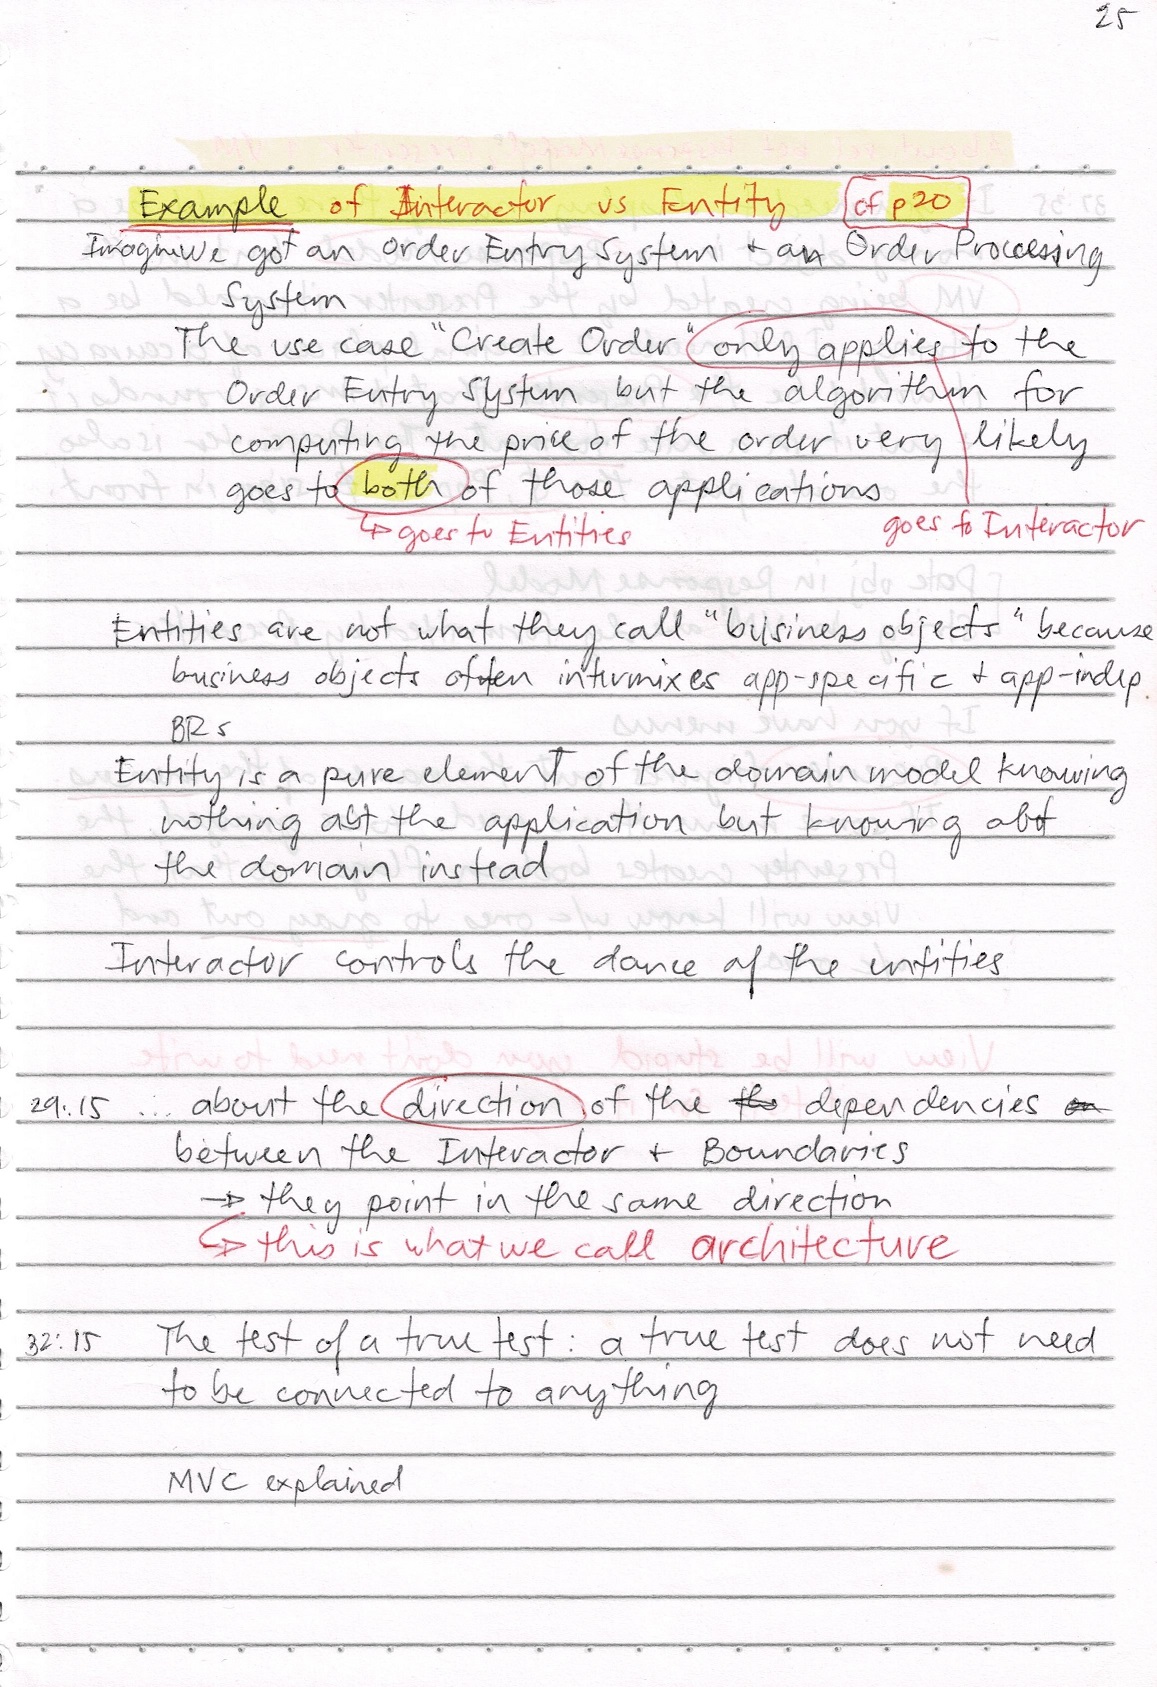 25
Example of Interactor vs Entity cf p20
Imagine We got an Order Entry System + an Order Processing
System
The use case "Create Order" only applies to the
Order Entry System but the algorithm for
computing the price of the order very likely
goes to both of those applications
↳ goes to Entities goes to Interactor
Entities are not what they call "business objects" because
business objects often intermixes app-specific + app-indep
BRs
Entity is a pure element of the domain model knowing
nothing abt the application but knowing abt
the domain instead
Interactor controls the dance of the entities
29:15 ... about the direction of the the dependencies
between the Interactor + Boundaries
→ they point in the same direction
↳ this is what we call architecture
32:15 The test of a true test: a true test does not need
to be connected to anything
MVC explained